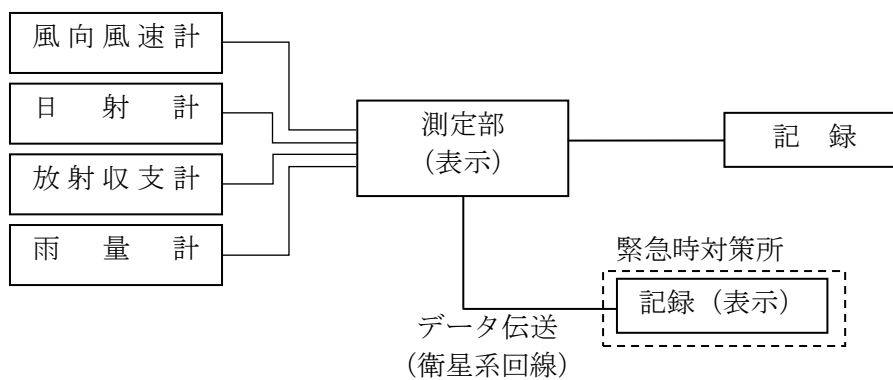 風向風速計
日射計
放射収支計
雨量計
測定部
(表示)
記録
緊急時対策所
記録（表示）
データ伝送
（衛星系回線）